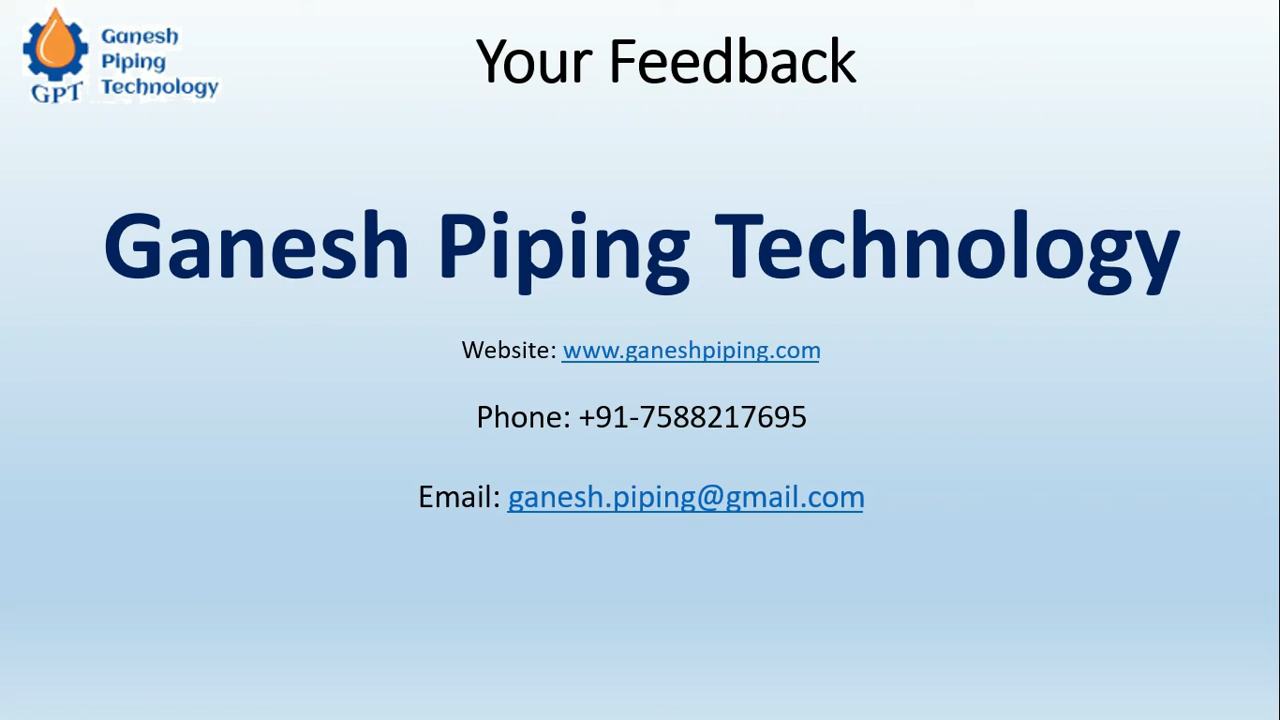 Ganesh
Piping
Technology
GPT
Your Feedback
Ganesh Piping Technology
Website: www.ganeshpiping.com
Phone: +91-7588217695
Email: ganesh.piping@gmail.com